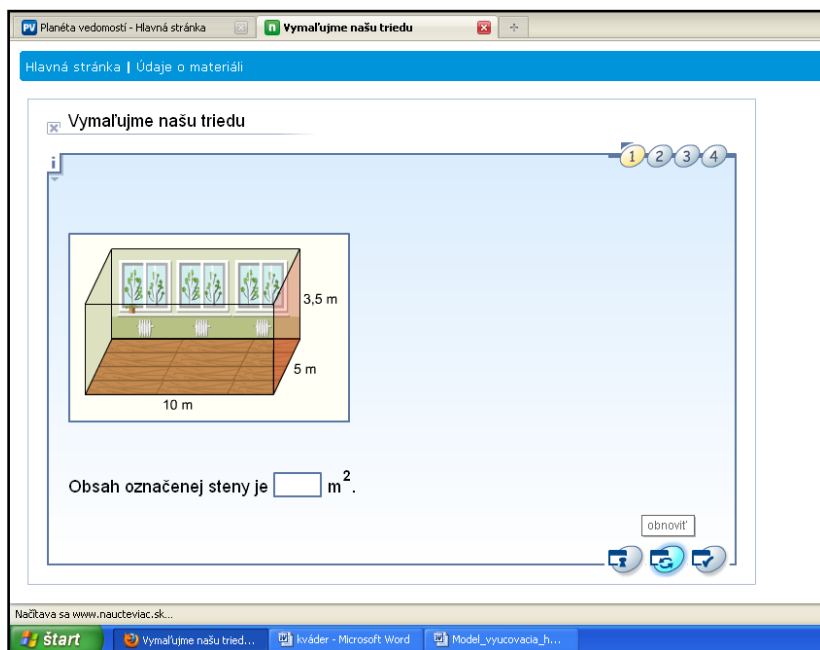 PV Planéta vedomostí - Hlavná stránka
n Vymaľujme našu triedu
Hlavná stránka | Údaje o materiáli
Vymaľujme našu triedu
i
1 2 3 4
3,5 m
5 m
10 m
Obsah označenej steny je m².
obnoviť
Načítava sa www.naucteviac.sk...
štart
Vymaľujme našu tried...
kváder - Microsoft Word
Model_vyucovacia_h...